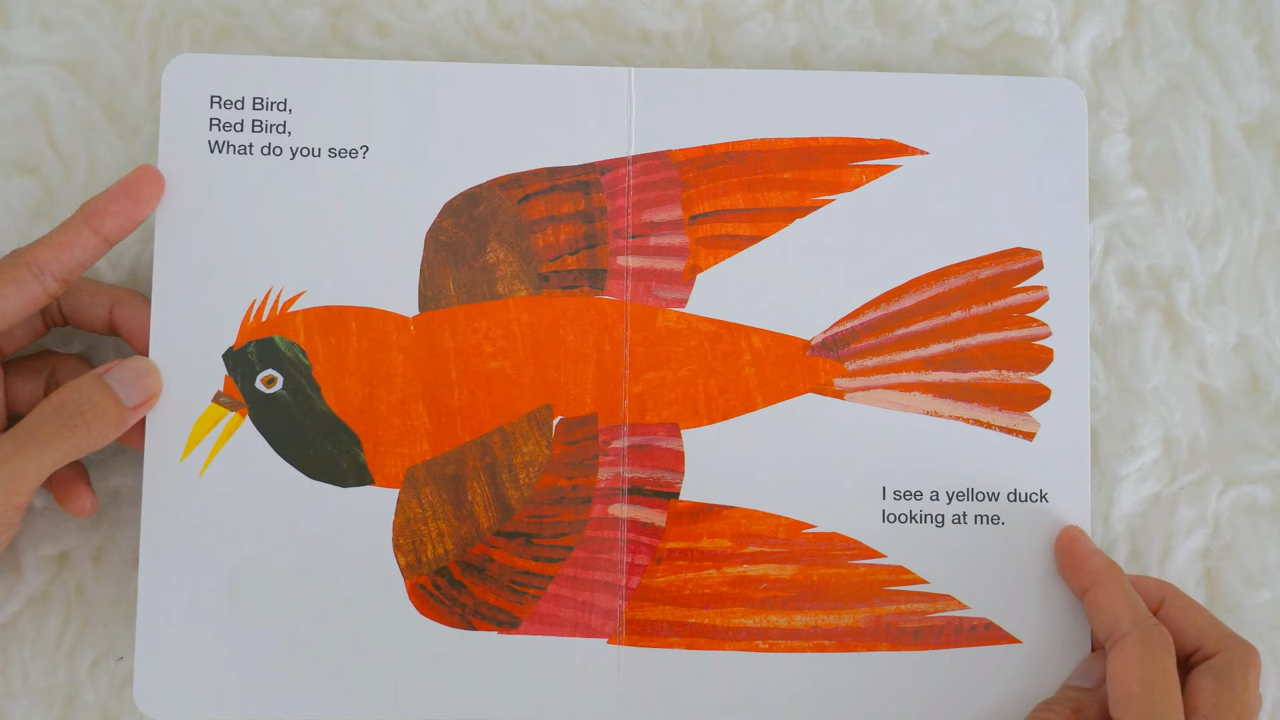 Red Bird,
Red Bird,
What do you see?
I see a yellow duck
looking at me.